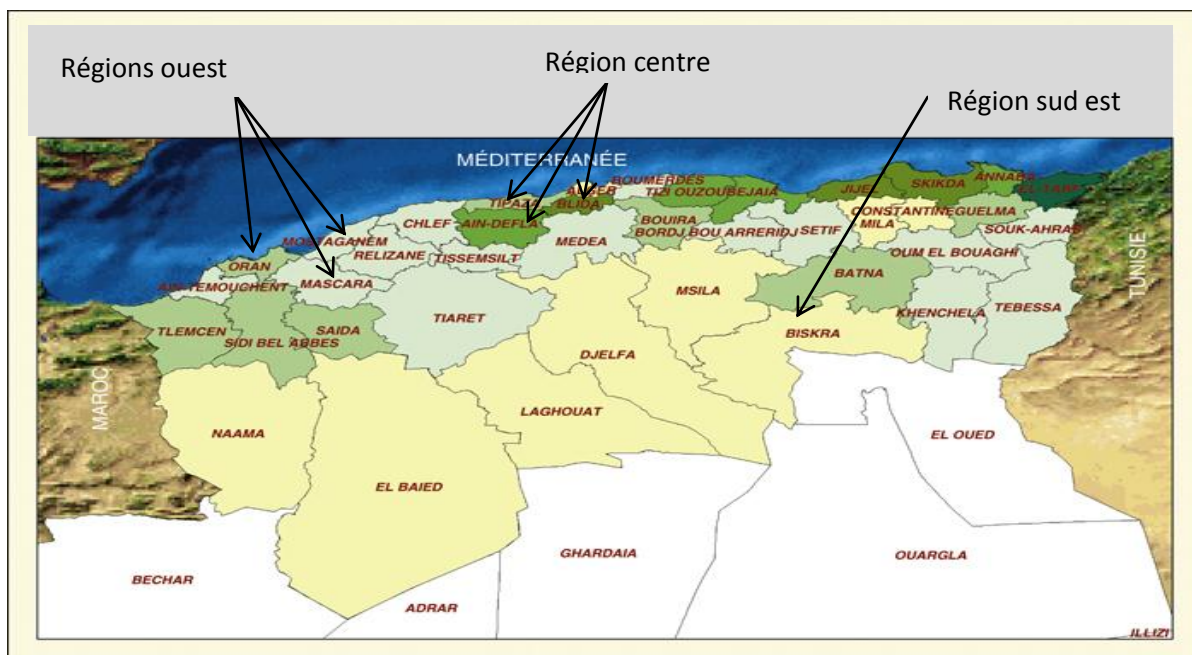 Régions ouest
Région centre
Région sud est
MÉDITERRANÉE
BOUMERDES
ALGER
TIZI OUZOU
BEJAIA
JIJEL
SKIKDA
ANNABA
EL-TARF
TIPAZA
BLIDA
CHLEF
AIN-DEFLA
BOUIRA
CONSTANTINE
GUELMA
MILA
MOSTAGANEM
RELIZANE
TISSEMSILT
MEDEA
BORDJ BOU ARRERIDJ
SETIF
SOUK-AHRAS
OUM EL BOUAGHI
ORAN
AIN-TEMOUCHENT
MASCARA
BATNA
MSILA
TIARET
KHENCHELA
TEBESSA
TUNISIE
TLEMCEN
SAIDA
SIDI BEL ABBES
BISKRA
DJELFA
MAROC
LAGHOUAT
NAAMA
EL OUED
EL BAIED
GHARDAIA
OUARGLA
BECHAR
ADRAR
ILLIZI